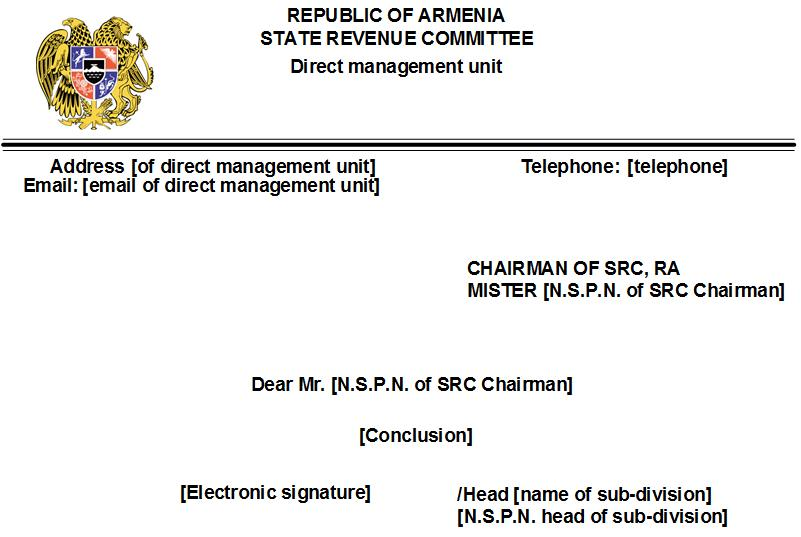 REPUBLIC OF ARMENIA
STATE REVENUE COMMITTEE
Direct management unit
Address [of direct management unit]
Telephone: [telephone]
Email: [email of direct management unit]
CHAIRMAN OF SRC, RA
MISTER [N.S.P.N. of SRC Chairman]
Dear Mr. [N.S.P.N. of SRC Chairman]
[Conclusion]
[Electronic signature]
/Head [name of sub-division]
[N.S.P.N. head of sub-division]